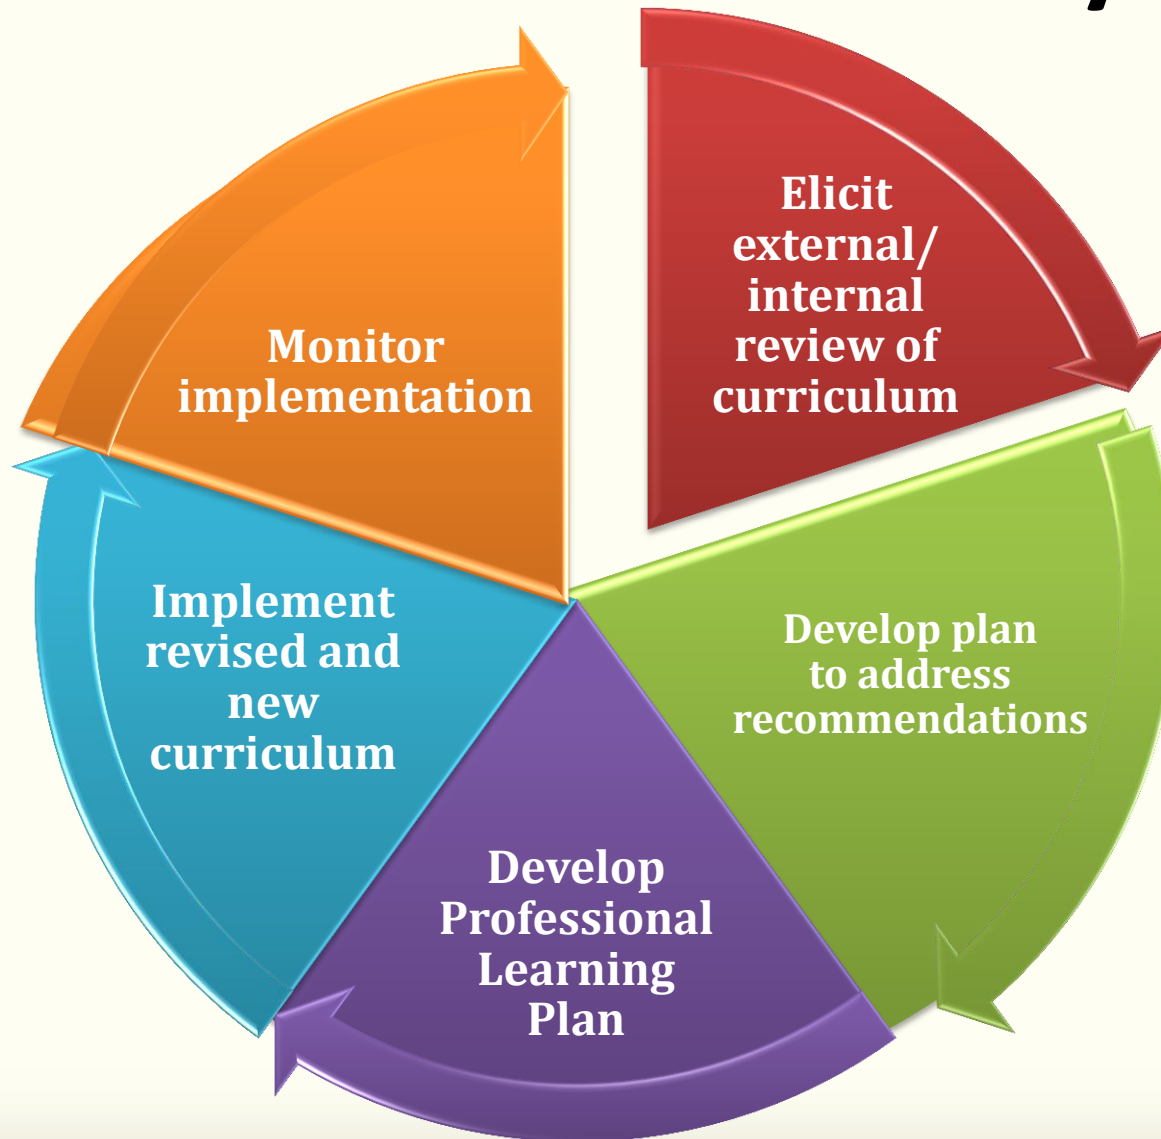 Elicit
external/
internal
review of
curriculum
Develop plan
to address
recommendations
Develop
Professional
Learning
Plan
Implement
revised and
new
curriculum
Monitor
implementation